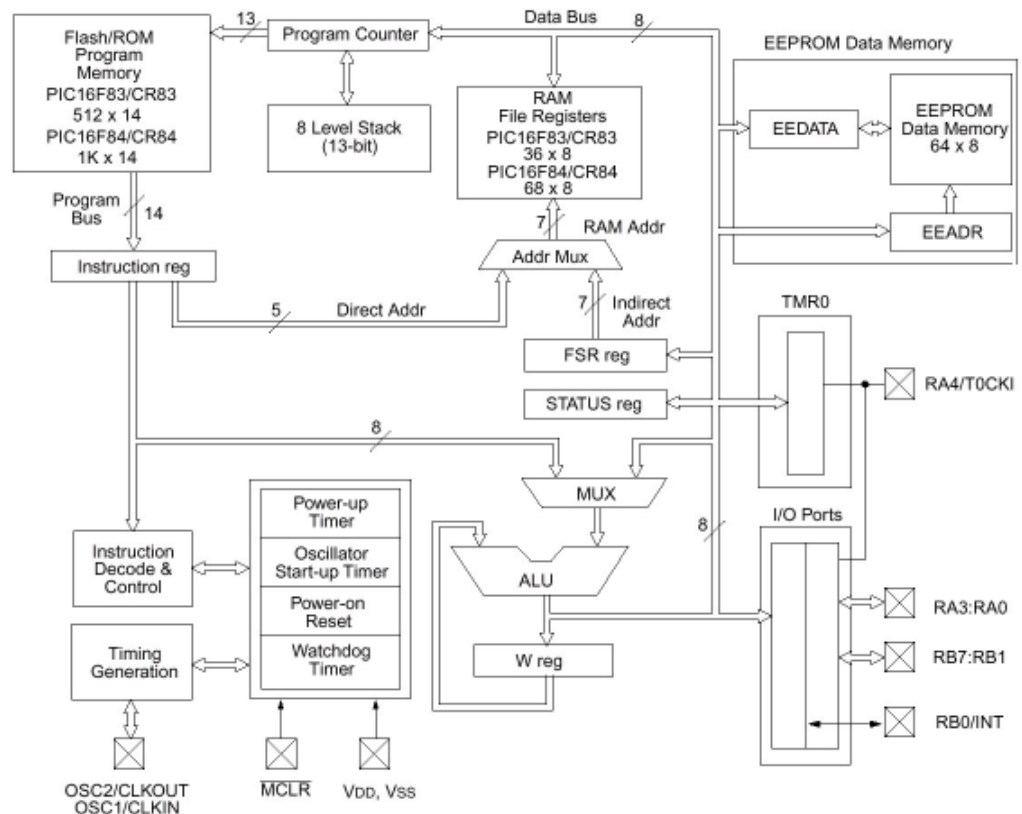 Data Bus
13
8
Flash/ROM
Program
Memory
PIC16F83/CR83
512 x 14
PIC16F84/CR84
1K x 14
Program Counter
8 Level Stack
(13-bit)
RAM
File Registers
PIC16F83/CR83
36 x 8
PIC16F84/CR84
68 x 8
EEPROM Data Memory
EEDATA
EEPROM
Data Memory
64 x 8
EEADR
Program
Bus
14
7
RAM Addr
Instruction reg
Addr Mux
5
Direct Addr
7
Indirect
Addr
FSR reg
STATUS reg
TMR0
RA4/T0CKI
8
MUX
8
I/O Ports
Power-up
Timer
Oscillator
Start-up Timer
Power-on
Reset
Watchdog
Timer
Instruction
Decode &
Control
ALU
Timing
Generation
W reg
RA3:RA0
RB7:RB1
RB0/INT
OSC2/CLKOUT
OSC1/CLKIN
MCLR
VDD, VSS